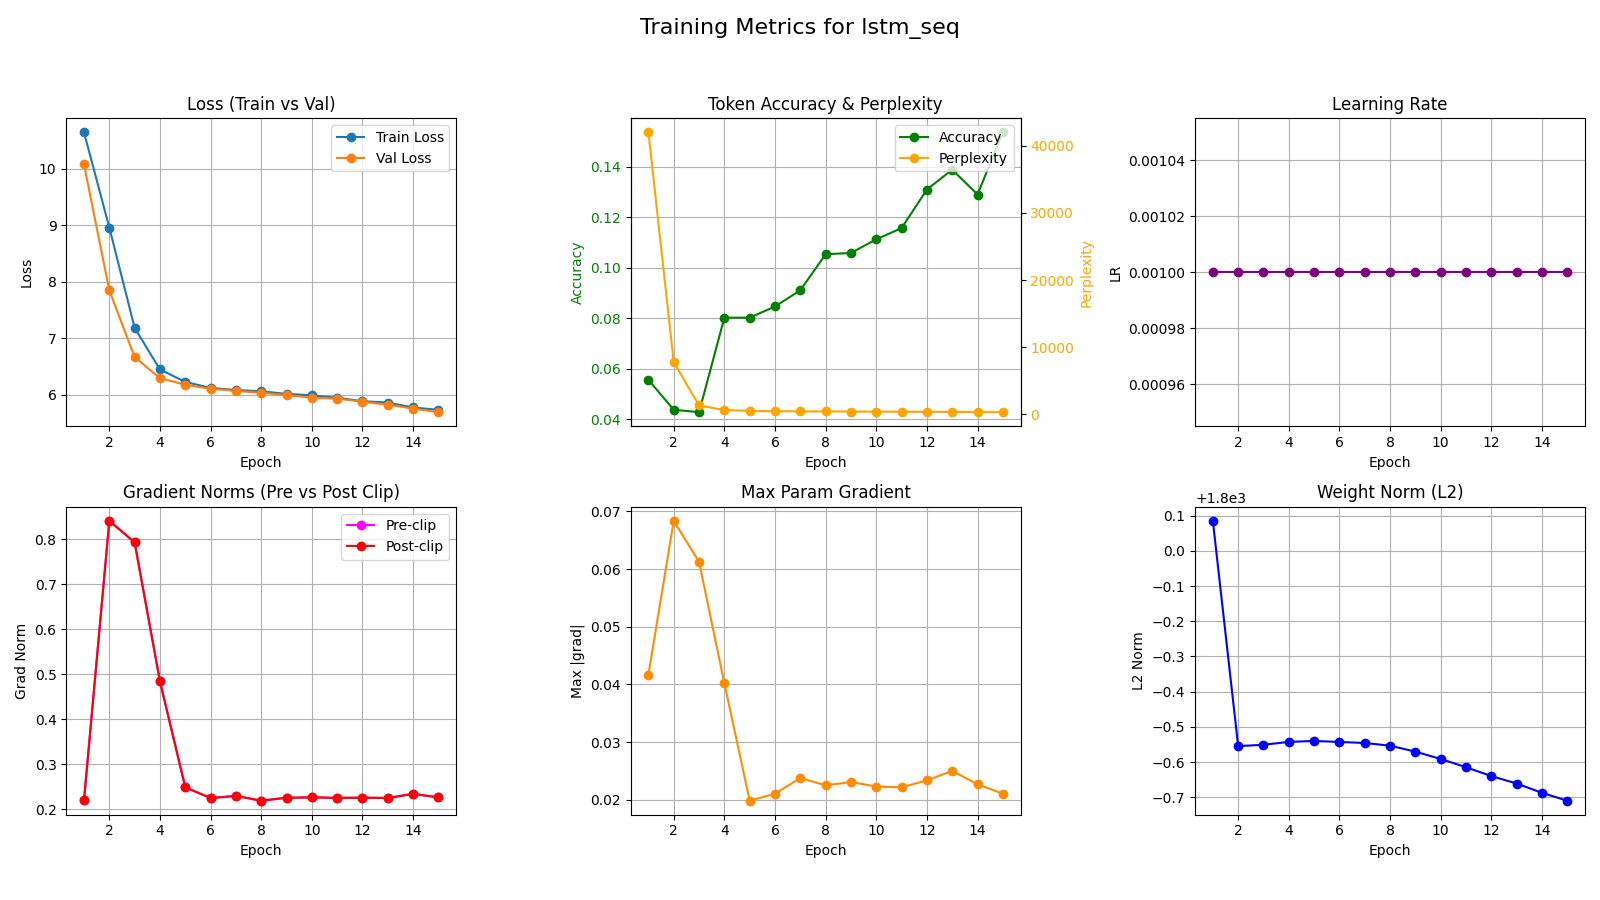 Training Metrics for lstm_seq
Loss (Train vs Val)
Train Loss
Val Loss
10
9
8
7
6
Loss
2 4 6 8 10 12 14
Epoch
Token Accuracy & Perplexity
Accuracy
Perplexity
0.14
0.12
0.10
0.08
0.06
0.04
Accuracy
40000
30000
20000
10000
0
Perplexity
2 4 6 8 10 12 14
Epoch
Learning Rate
0.00104
0.00102
0.00100
0.00098
0.00096
LR
2 4 6 8 10 12 14
Epoch
Gradient Norms (Pre vs Post Clip)
Pre-clip
Post-clip
0.8
0.7
0.6
0.5
0.4
0.3
0.2
Grad Norm
2 4 6 8 10 12 14
Epoch
Max Param Gradient
0.07
0.06
0.05
0.04
0.03
0.02
Max |grad|
2 4 6 8 10 12 14
Epoch
Weight Norm (L2)
+1.8e3
0.1
0.0
−0.1
−0.2
−0.3
−0.4
−0.5
−0.6
−0.7
L2 Norm
2 4 6 8 10 12 14
Epoch